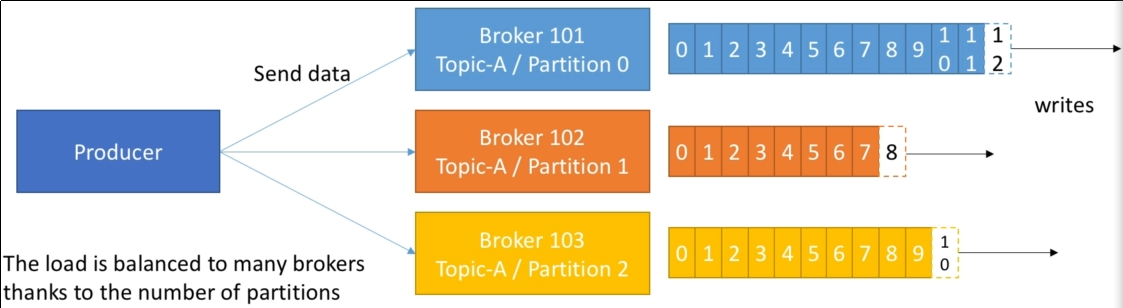 Producer
Send data
Broker 101
Topic-A / Partition 0
0 1 2 3 4 5 6 7 8 9 10 11 12
writes
Broker 102
Topic-A / Partition 1
0 1 2 3 4 5 6 7 8
Broker 103
Topic-A / Partition 2
0 1 2 3 4 5 6 7 8 9 10
The load is balanced to many brokers
thanks to the number of partitions